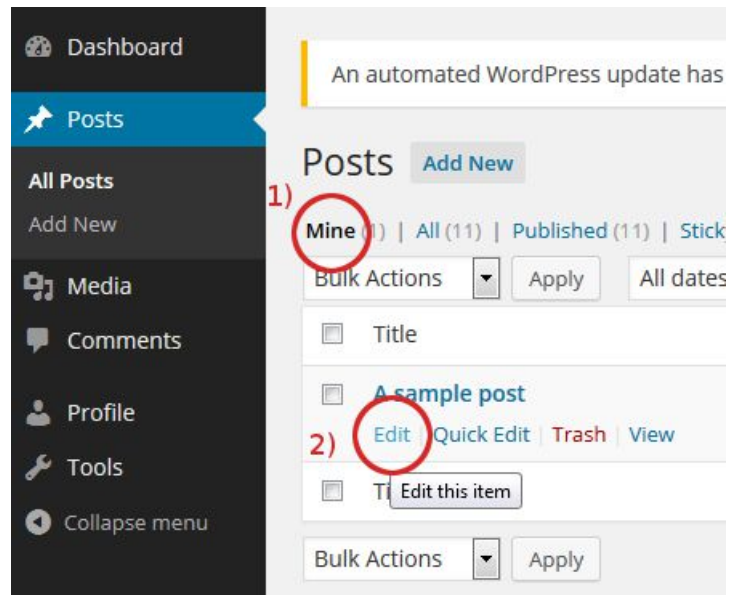 Dashboard
Posts
All Posts
Add New
Media
Comments
Profile
Tools
Collapse menu
An automated WordPress update has
Posts Add New
1)
Mine (1) | All (11) | Published (11) | Stick
Bulk Actions Apply All dates
Title
A sample post
2)
Edit | Quick Edit | Trash | View
Ti
Edit this item
Bulk Actions Apply